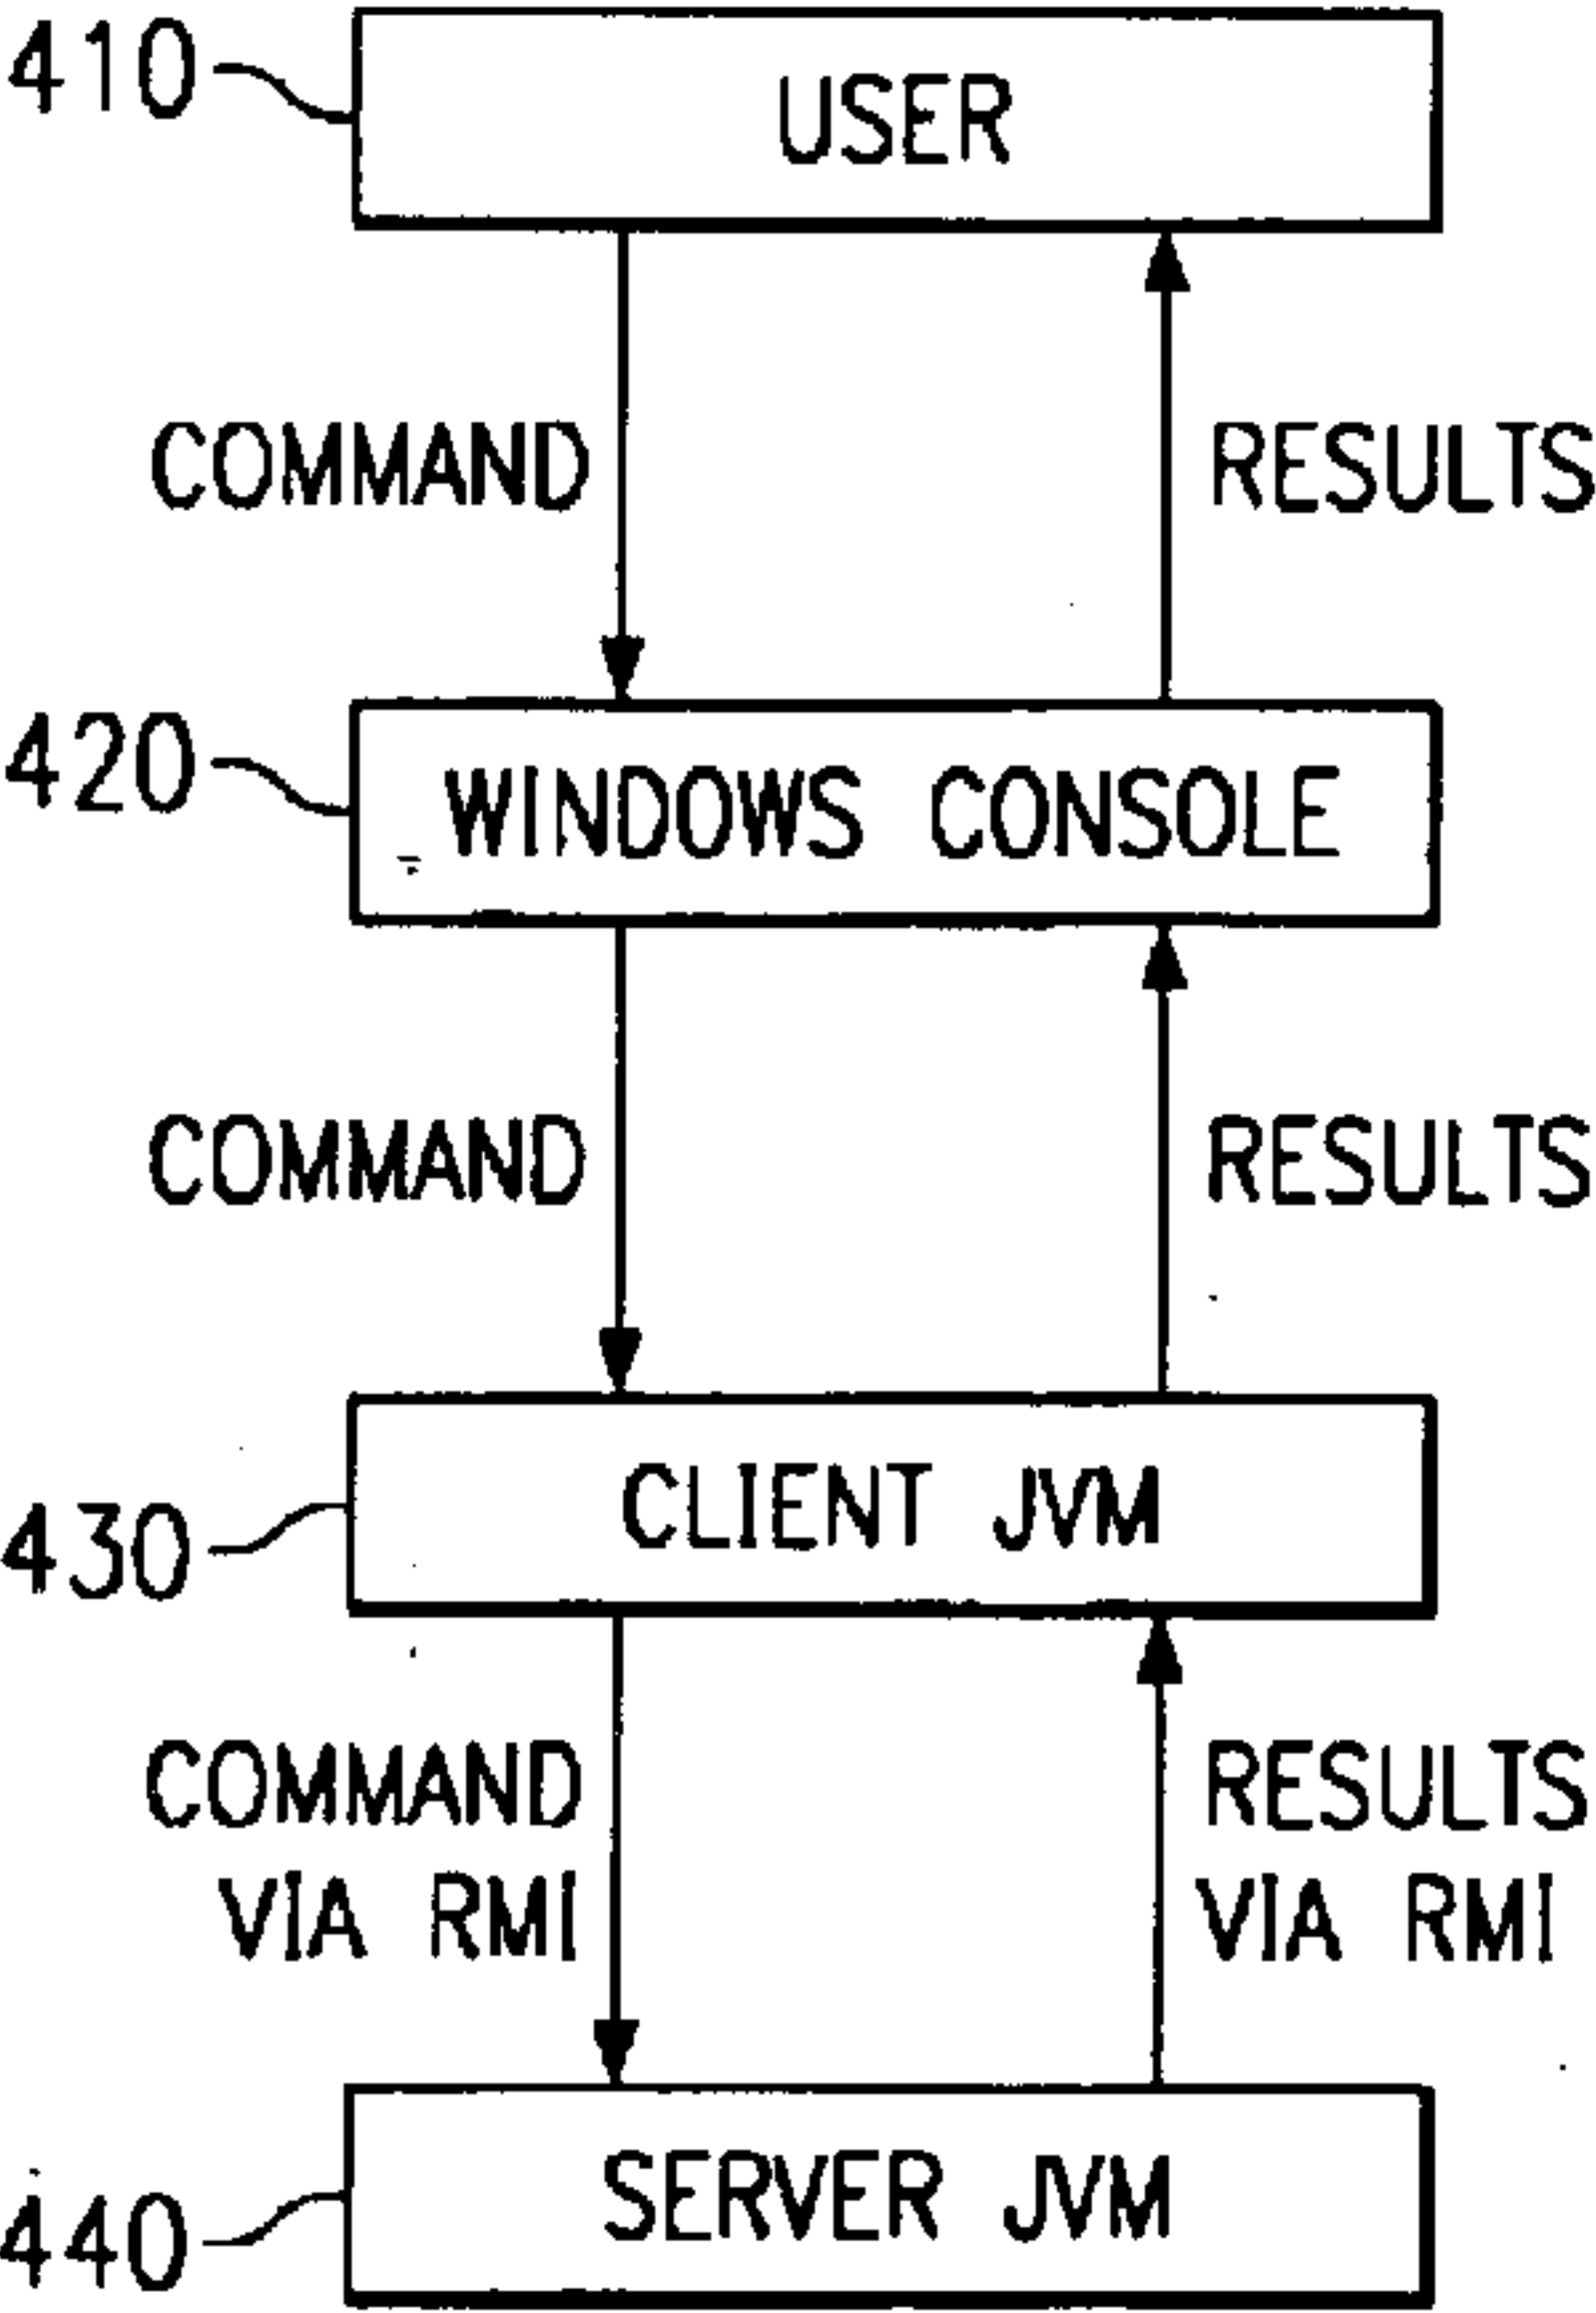 410
USER
COMMAND
RESULTS
420
WINDOWS CONSOLE
COMMAND
RESULTS
430
CLIENT JVM
COMMAND
VIA RMI
RESULTS
VIA RMI
440
SERVER JVM